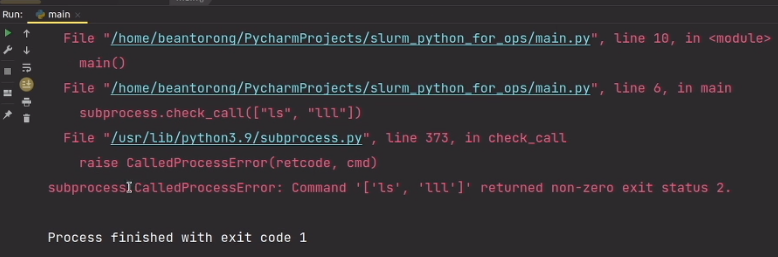 Run: main ×
File "/home/beantorong/PycharmProjects/slurm_python_for_ops/main.py", line 10, in <module>
main()
File "/home/beantorong/PycharmProjects/slurm_python_for_ops/main.py", line 6, in main
subprocess.check_call(["ls", "lll"])
File "/usr/lib/python3.9/subprocess.py", line 373, in check_call
raise CalledProcessError(retcode, cmd)
subprocess.CalledProcessError: Command '['ls', 'lll']' returned non-zero exit status 2.
Process finished with exit code 1